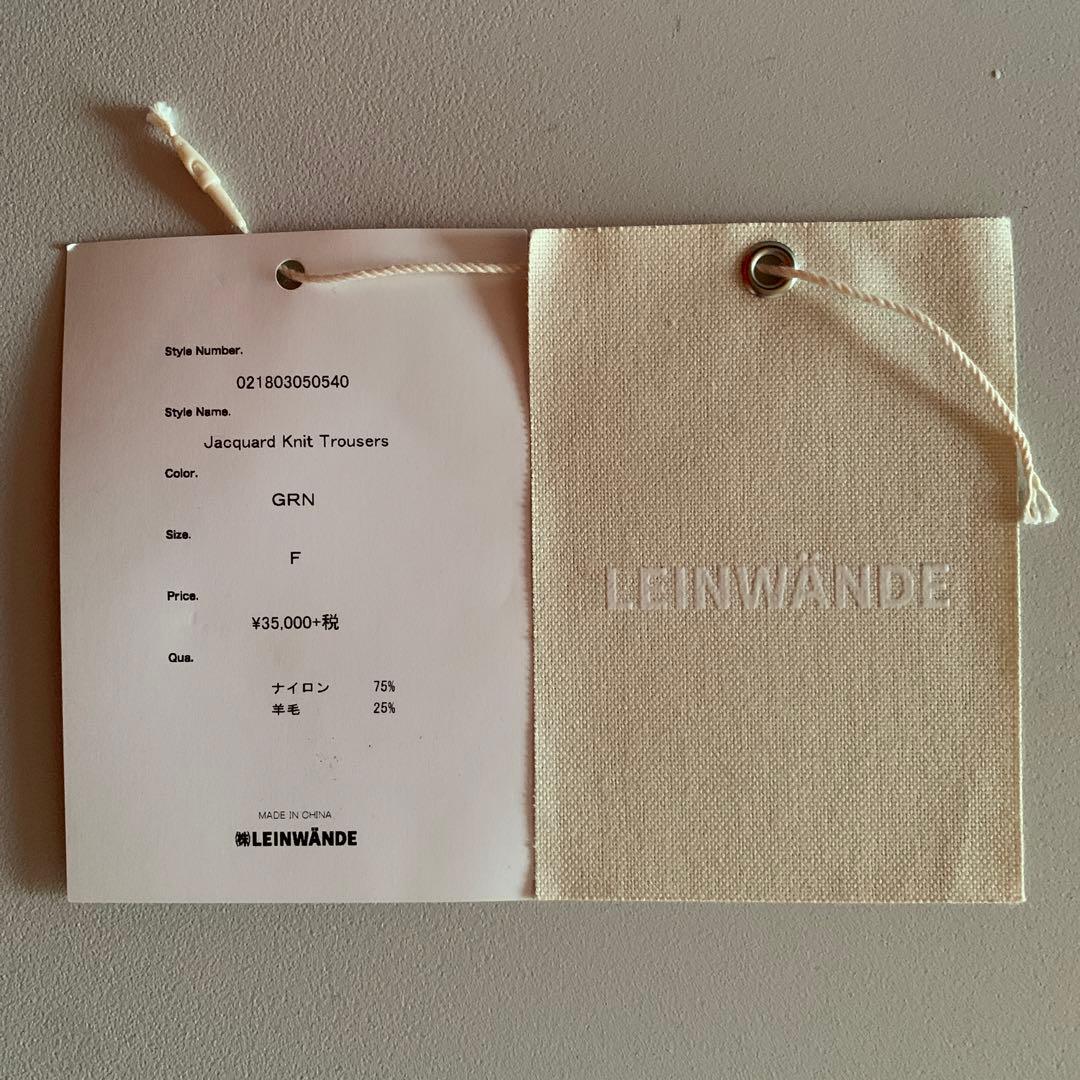 Style Number.
021803050540
Style Name.
Jacquard Knit Trousers
Color.
GRN
Size.
F
Price.
¥35,000+税
Qua.
ナイロン 75%
羊毛 25%
MADE IN CHINA
㈱LEINWÄNDE
LEINWÄNDE